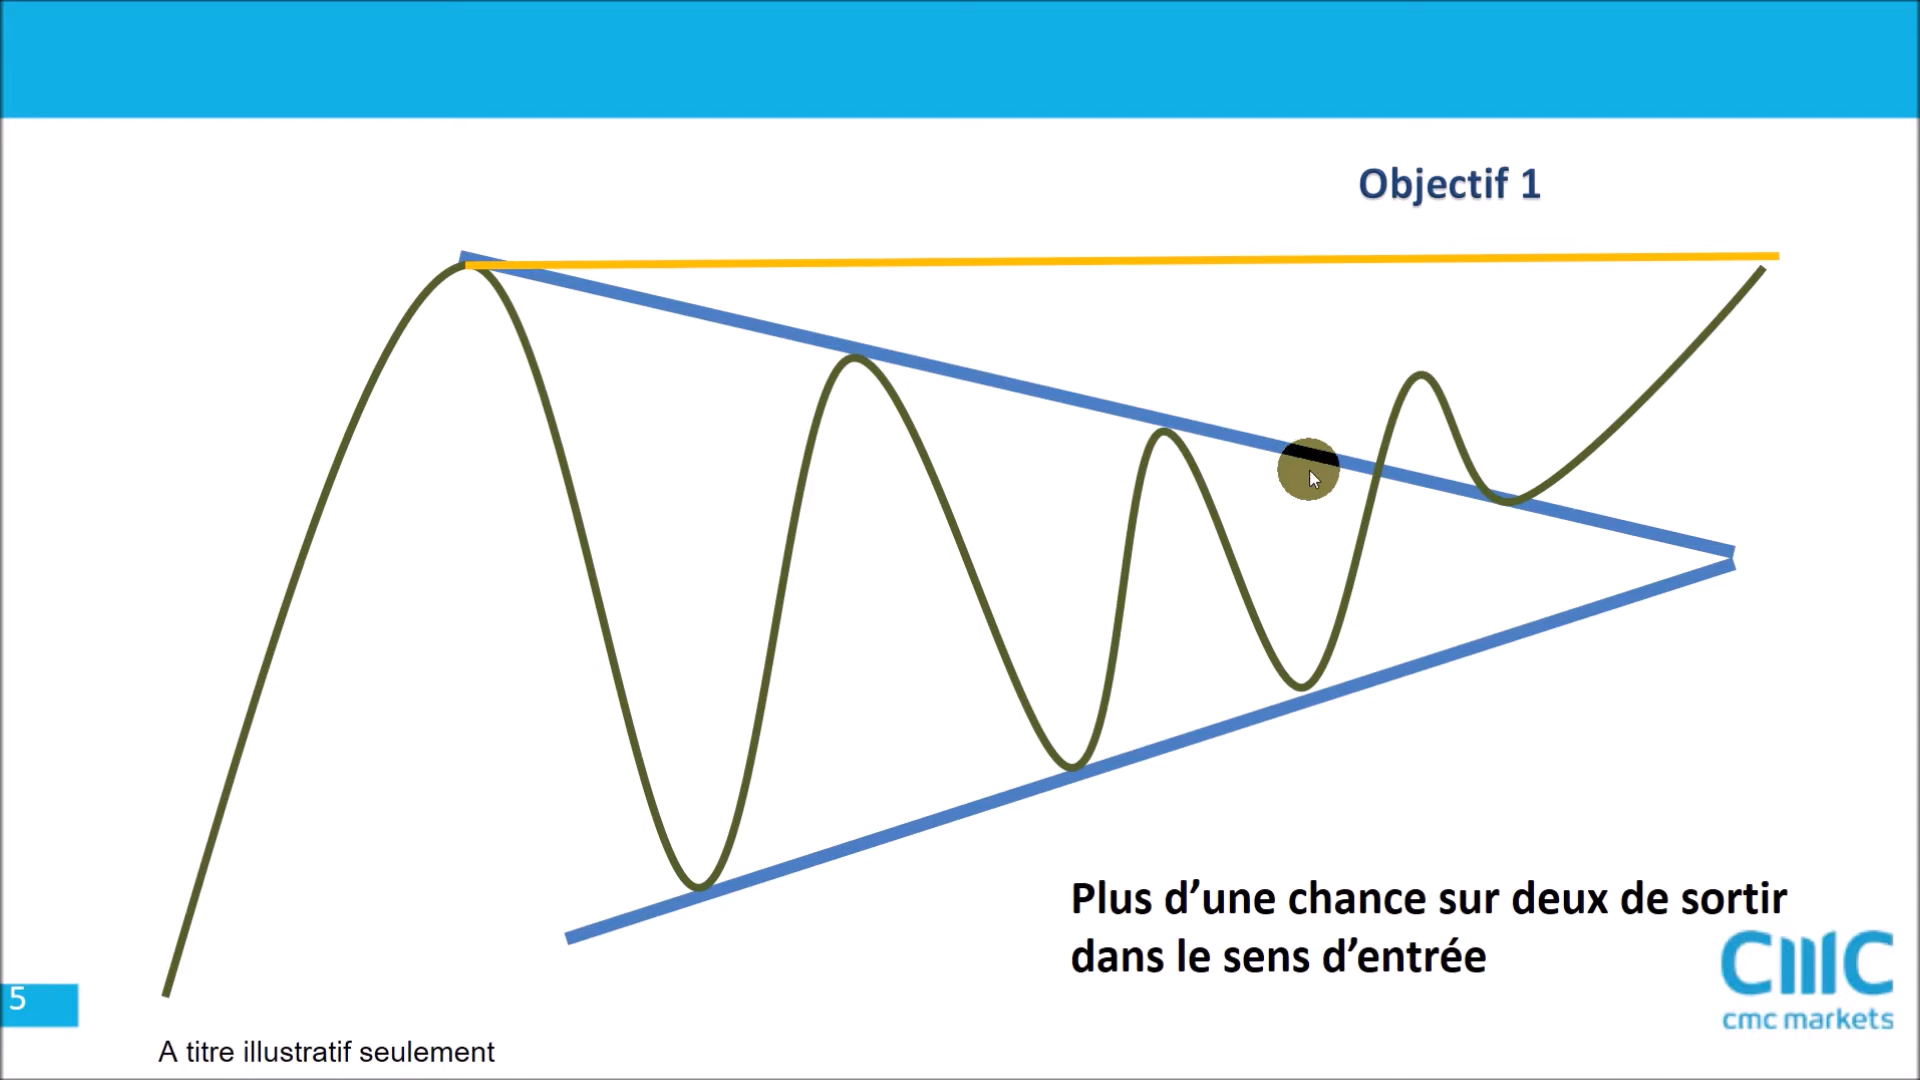 Objectif 1
Plus d’une chance sur deux de sortir
dans le sens d’entrée
CMC
cmc markets
5
A titre illustratif seulement